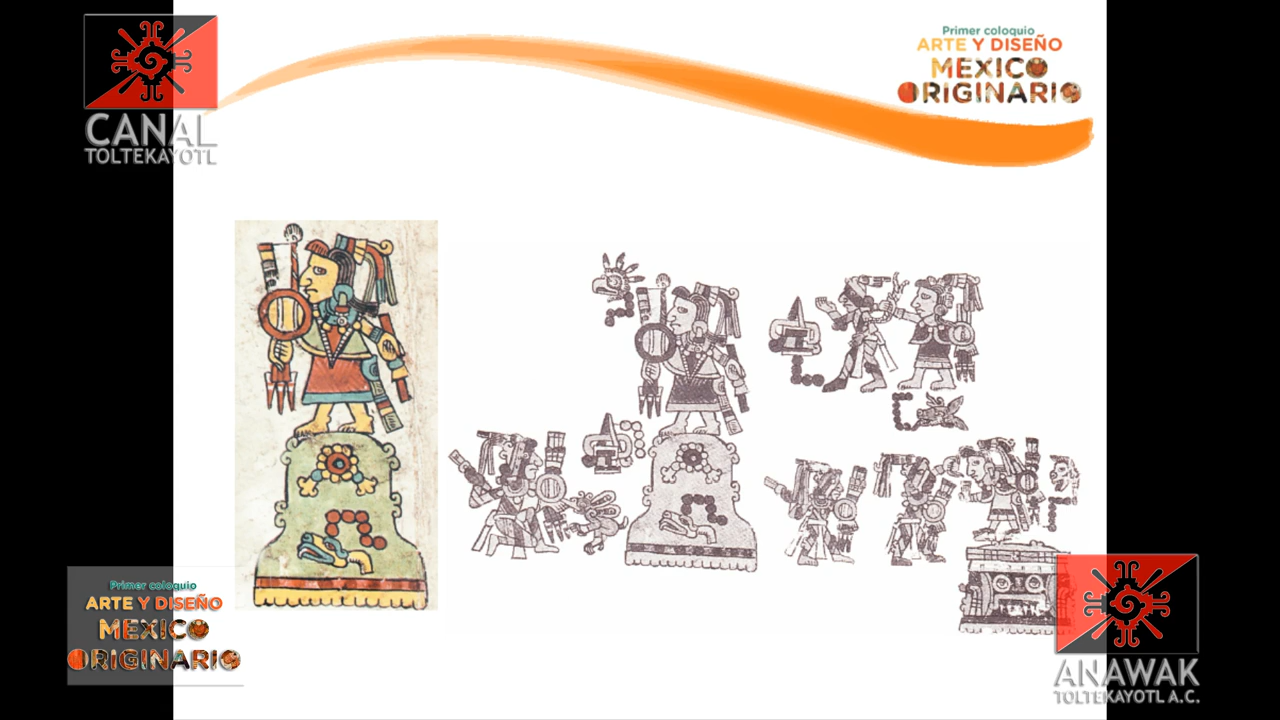 CANAL
TOLTEKAYOTL
Primer coloquio
ARTE Y DISEÑO
MEXICO
ORIGINARIO
Primer coloquio
ARTE Y DISEÑO
MEXICO
ORIGINARIO
ANAWAK
TOLTEKAYOTL A.C.